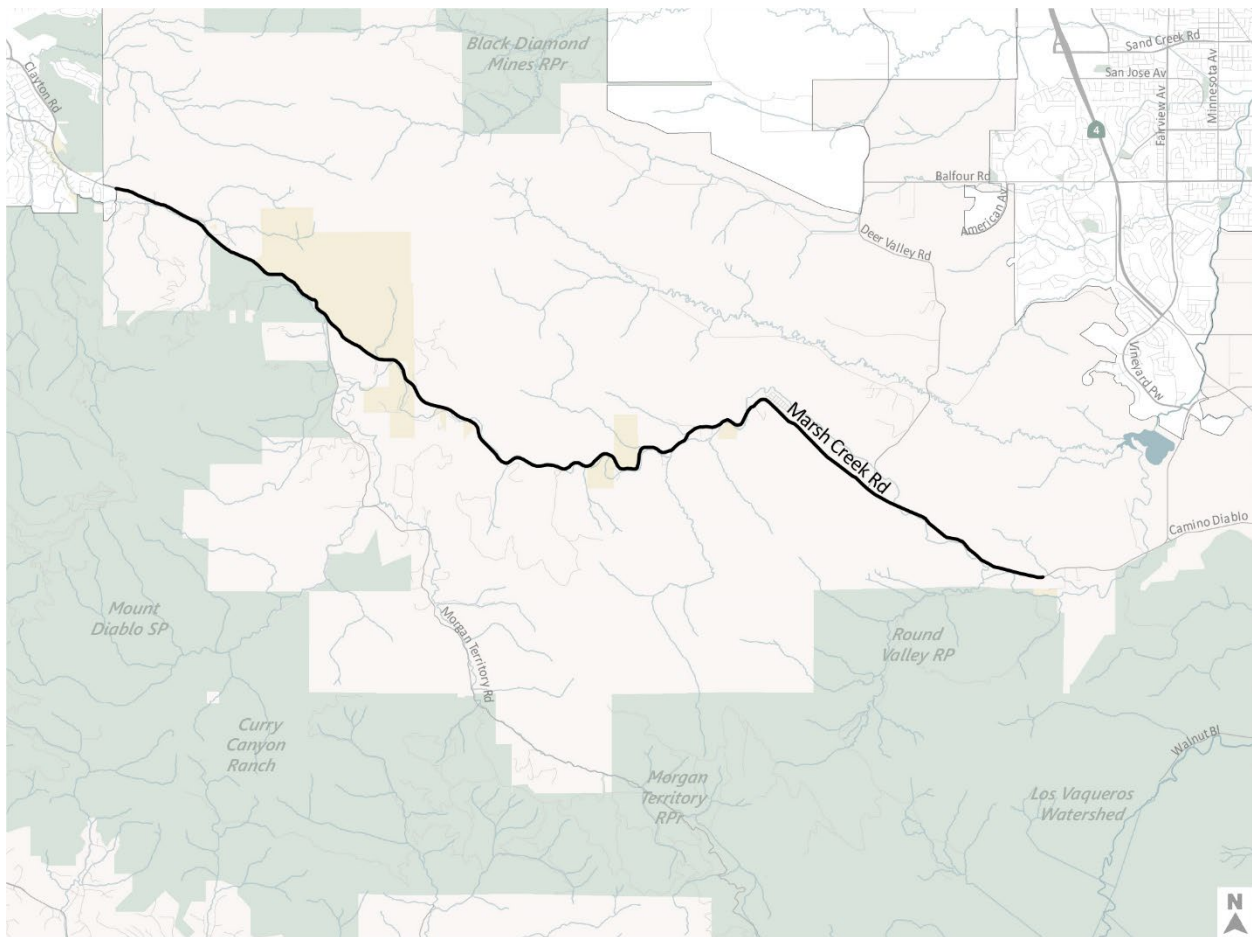 Black Diamond
Mines RPr
Clayton Rd
Sand Creek Rd
San Jose Av
Fairview Av
Minnesota Av
4
Balfour Rd
American Av
Deer Valley Rd
Vineyard Pw
Marsh Creek Rd
Camino Diablo
Mount
Diablo SP
Morgan Territory Rd
Round
Valley RP
Curry
Canyon
Ranch
Morgan
Territory
RPr
Walnut Bl
Los Vaqueros
Watershed
N